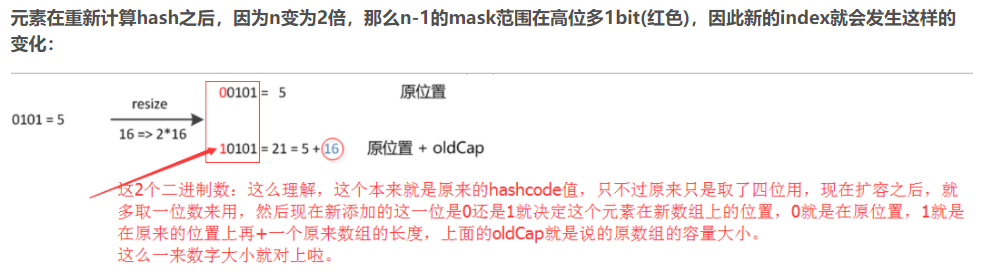 元素在重新计算hash之后，因为n变为2倍，那么n-1的mask范围在高位多1bit(红色)，因此新的index就会发生这样的
变化：
0101 = 5
resize
16 => 2*16
00101 = 5 原位置
10101 = 21 = 5 + 16 原位置 + oldCap
这2个二进制数：这么理解，这个本来就是原来的hashcode值，只不过原来只是取了四位用，现在扩容之后，就
多取一位数来用，然后现在新添加的这一位是0还是1就决定这个元素在新数组上的位置，0就是在原位置，1就是
在原来的位置上再+一个原来数组的长度，上面的oldCap就是说的原数组的容量大小。
这么一来数字大小就对上啦。